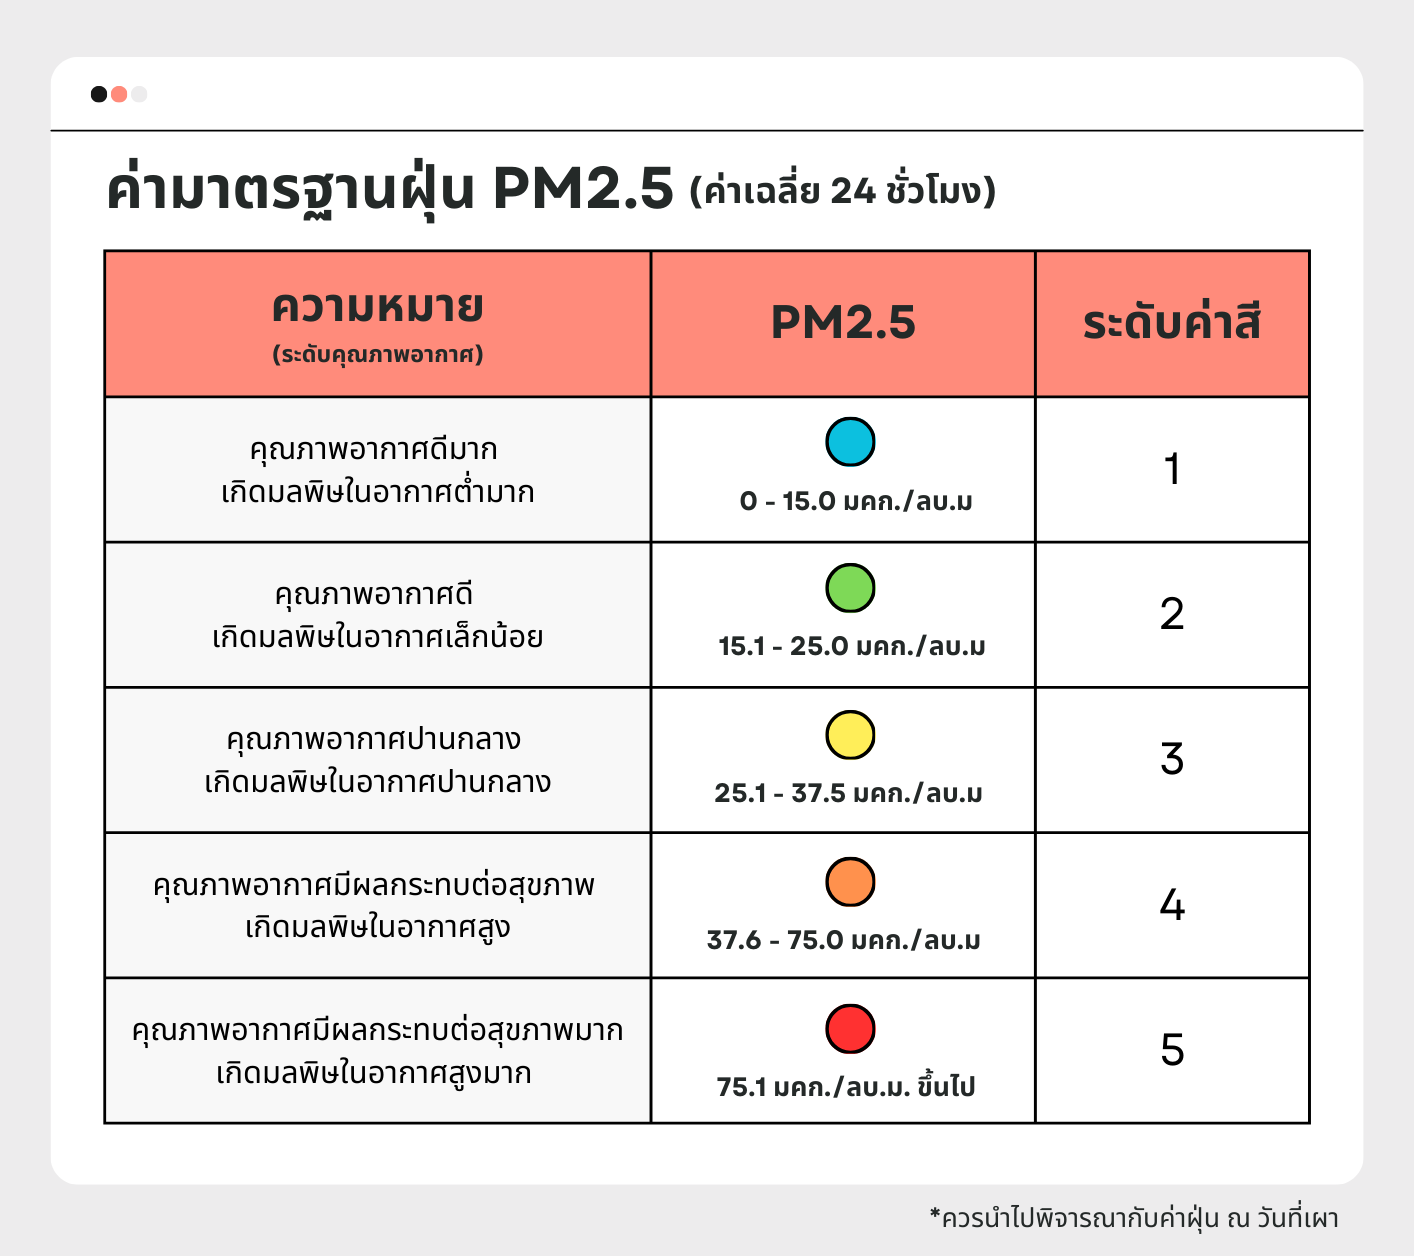 ค่ามาตรฐานฝุ่น PM2.5 (ค่าเฉลี่ย 24 ชั่วโมง)
ความหมาย
(ระดับคุณภาพอากาศ)
PM2.5
ระดับค่าสี
คุณภาพอากาศดีมาก
เกิดมลพิษในอากาศต่ำมาก
0 - 15.0 มคก./ลบ.ม
1
คุณภาพอากาศดี
เกิดมลพิษในอากาศเล็กน้อย
15.1 - 25.0 มคก./ลบ.ม
2
คุณภาพอากาศปานกลาง
เกิดมลพิษในอากาศปานกลาง
25.1 - 37.5 มคก./ลบ.ม
3
คุณภาพอากาศมีผลกระทบต่อสุขภาพ
เกิดมลพิษในอากาศสูง
37.6 - 75.0 มคก./ลบ.ม
4
คุณภาพอากาศมีผลกระทบต่อสุขภาพมาก
เกิดมลพิษในอากาศสูงมาก
75.1 มคก./ลบ.ม. ขึ้นไป
5
*ควรนำไปพิจารณากับค่าฝุ่น ณ วันที่เผา